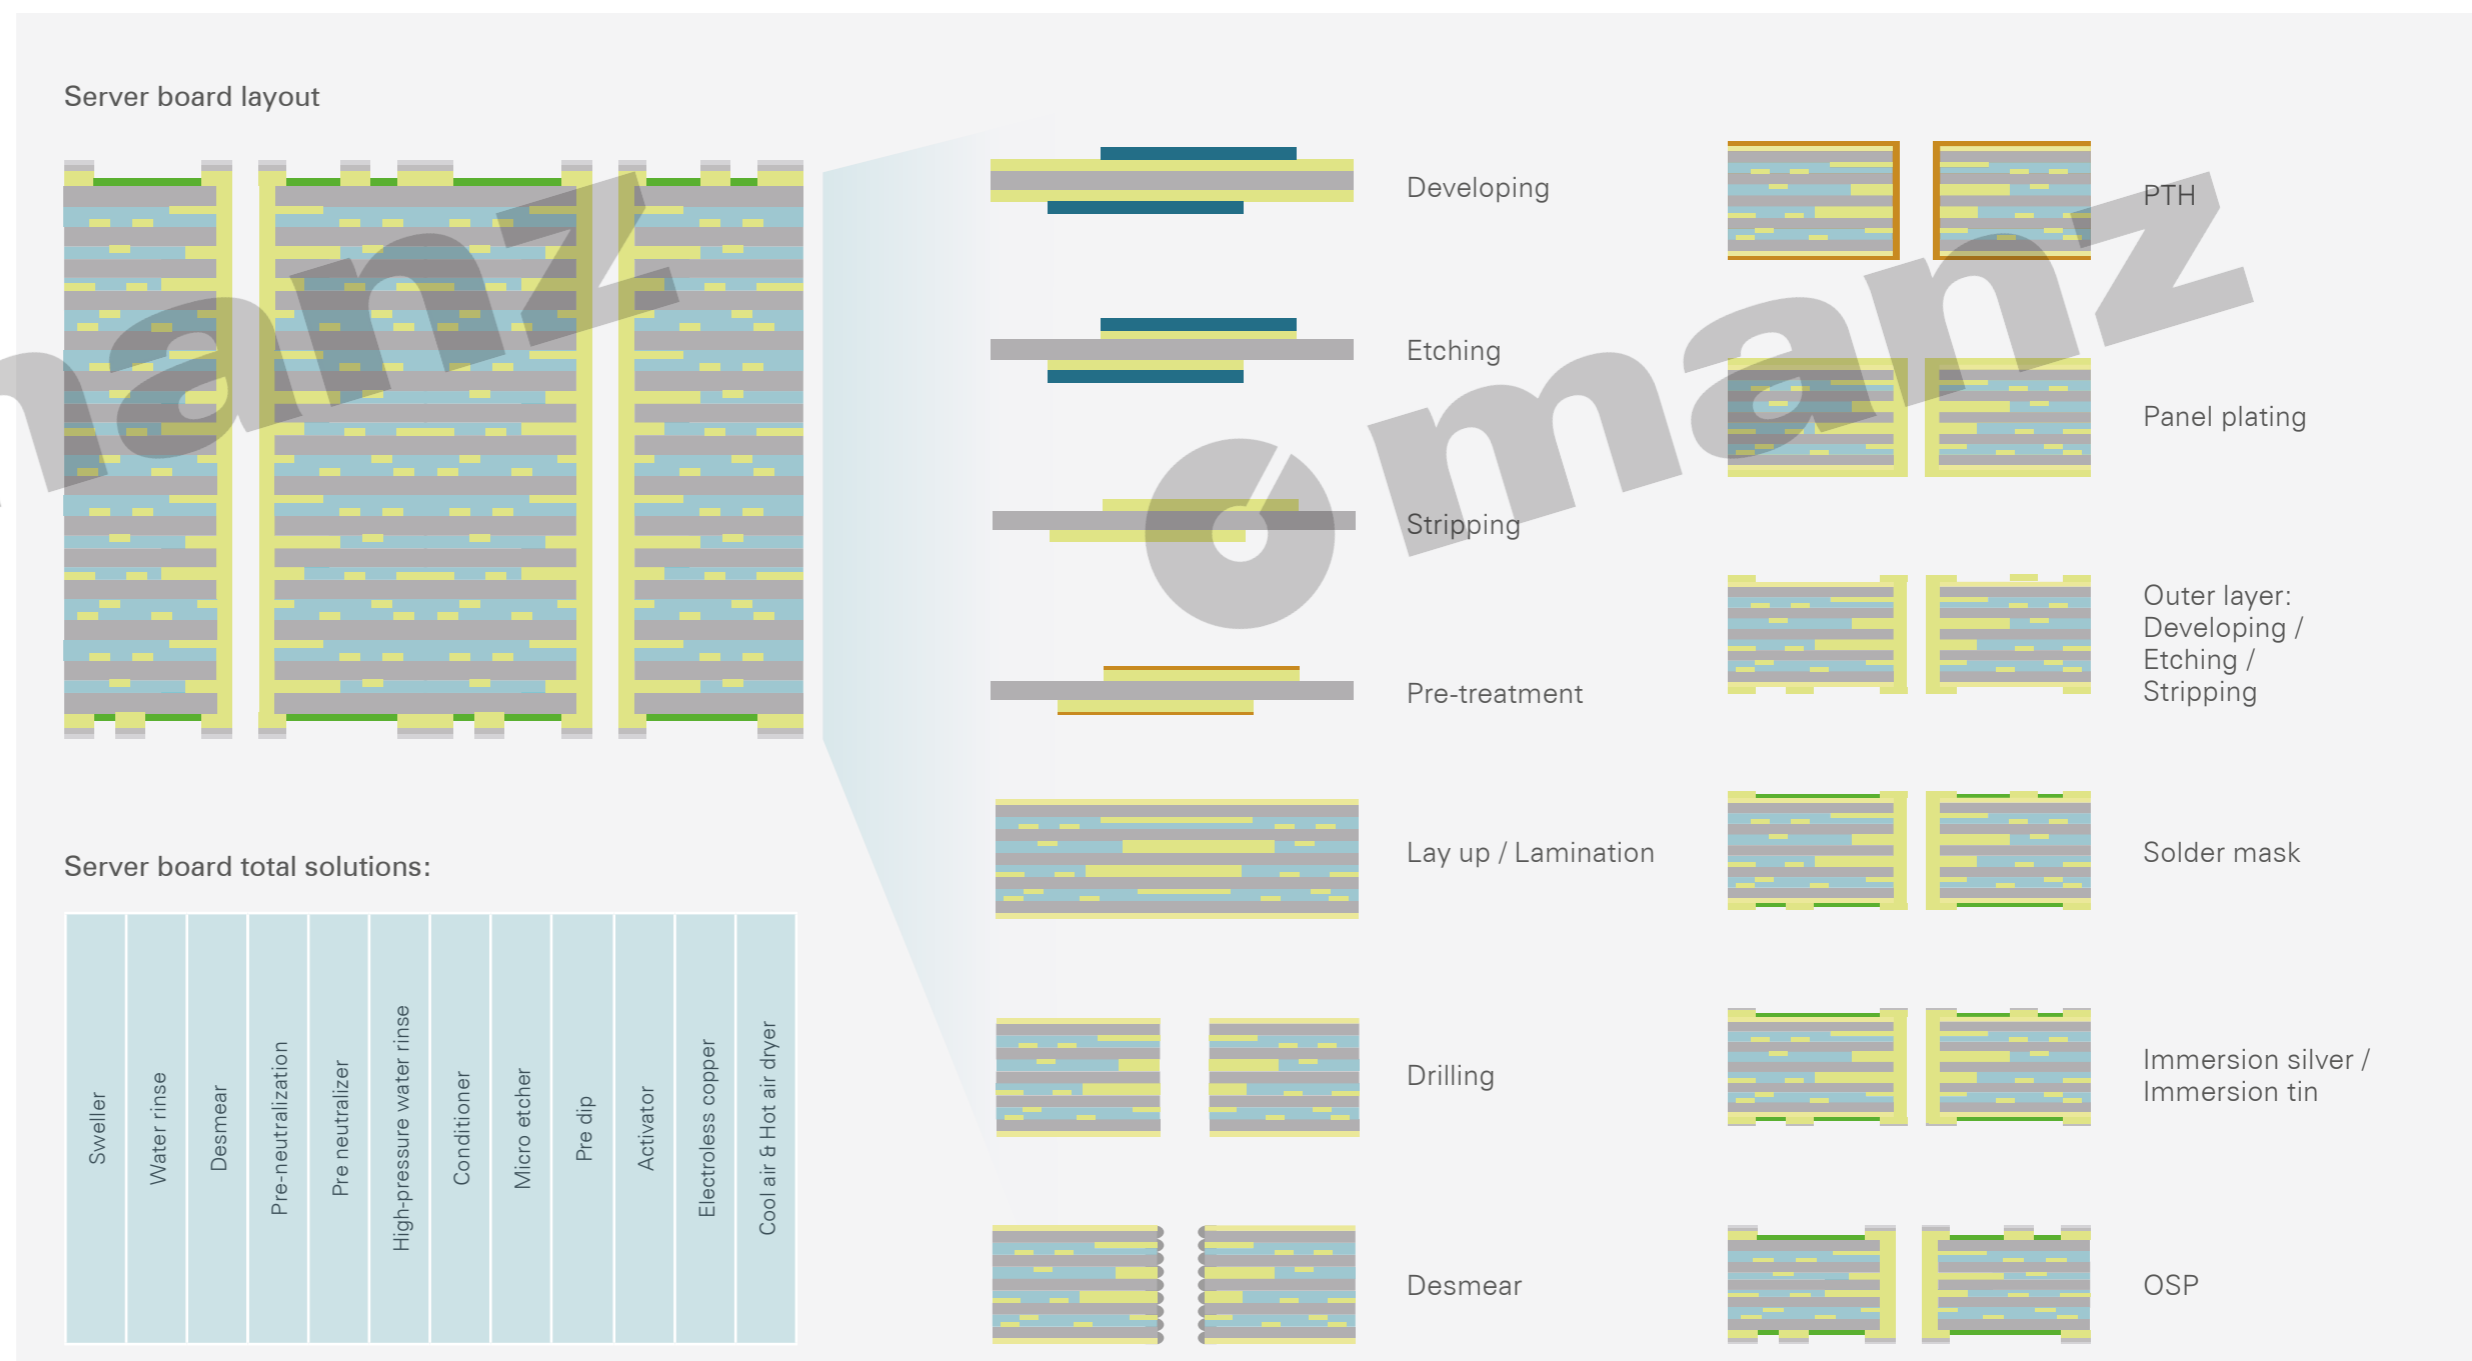 Server board layout
manz
Server board total solutions:
Sweller
Water rinse
Desmear
Pre-neutralization
Pre neutralizer
High-pressure water rinse
Conditioner
Micro etcher
Pre dip
Activator
Electroless copper
Cool air & Hot air dryer
Developing
Etching
Stripping
Pre-treatment
Lay up / Lamination
Drilling
Desmear
manz
PTH
Panel plating
Outer layer:
Developing /
Etching /
Stripping
Solder mask
Immersion silver /
Immersion tin
OSP